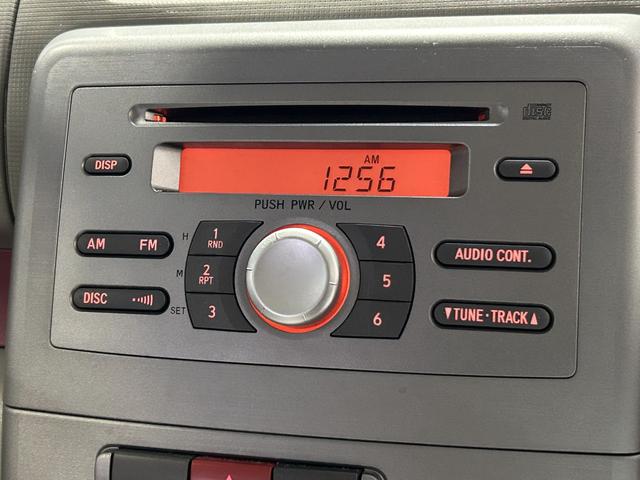 disc
DISP
AM
1256
PUSH PWR/VOL
AM FM
H
1
RND
4
AUDIO CONT.
M
2
RPT
5
DISC
SET
3
6
▼TUNE·TRACK▲